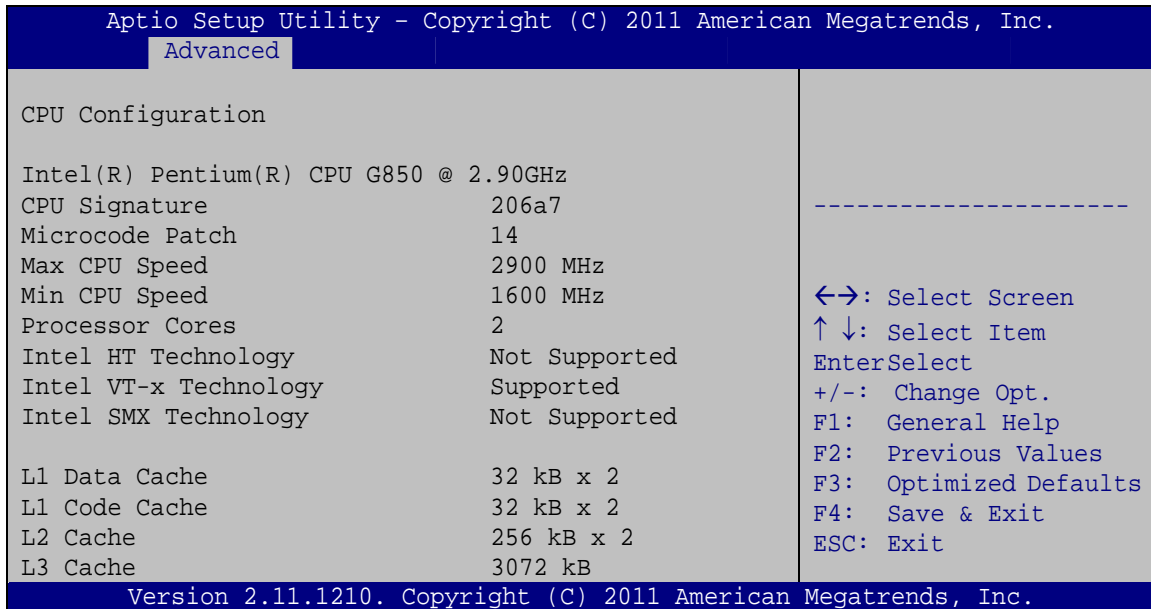 Aptio Setup Utility – Copyright (C) 2011 American Megatrends, Inc.
Advanced
CPU Configuration
Intel(R) Pentium(R) CPU G850 @ 2.90GHz
CPU Signature 206a7
Microcode Patch 14
Max CPU Speed 2900 MHz
Min CPU Speed 1600 MHz
Processor Cores 2
Intel HT Technology Not Supported
Intel VT-x Technology Supported
Intel SMX Technology Not Supported
L1 Data Cache 32 kB x 2
L1 Code Cache 32 kB x 2
L2 Cache 256 kB x 2
L3 Cache 3072 kB
----------------------
←→: Select Screen
↑ ↓: Select Item
EnterSelect
+/-: Change Opt.
F1: General Help
F2: Previous Values
F3: Optimized Defaults
F4: Save & Exit
ESC: Exit
Version 2.11.1210. Copyright (C) 2011 American Megatrends, Inc.